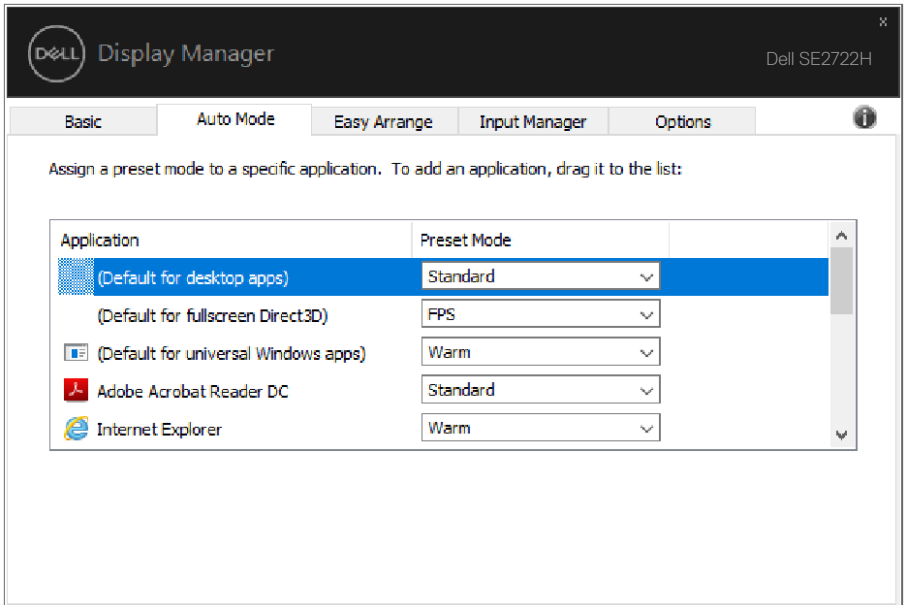 x
DELL Display Manager
Dell SE2722H
Basic
Auto Mode
Easy Arrange
Input Manager
Options
Assign a preset mode to a specific application.  To add an application, drag it to the list:
Application Preset Mode
(Default for desktop apps) Standard
(Default for fullscreen Direct3D) FPS
(Default for universal Windows apps) Warm
Adobe Acrobat Reader DC Standard
Internet Explorer Warm